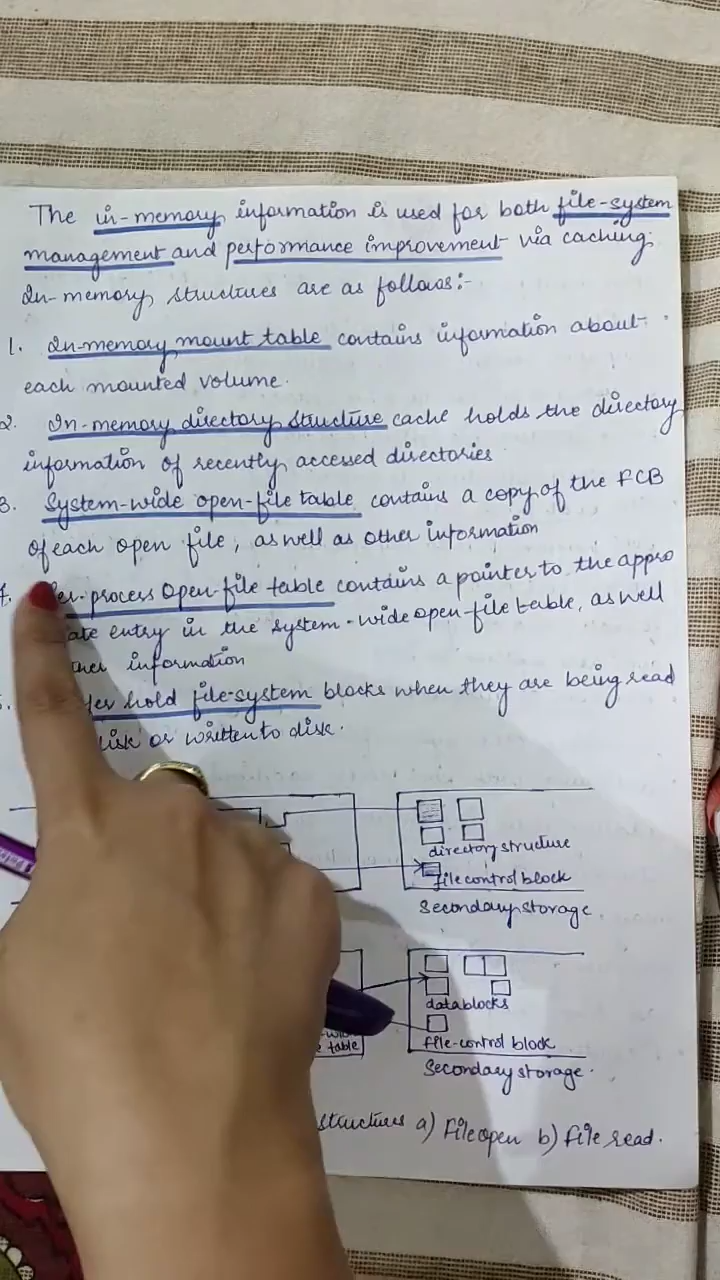 The in-memory information is used for both file-system
management and performance improvement via caching.
In-memory structures are as follows:-
1. In-memory mount table contains information about
each mounted volume.
2. In-memory directory structure cache holds the directory
information of recently accessed directories
3. System-wide open-file table contains a copy of the FCB
of each open file, as well as other information
process Open-file table contains a pointer to the appro
entry in the system-wide open-file table, as well
information
hold file-system blocks when they are being read
or written to disk.
directory structure
file control block
Secondary storage
data blocks
file-control block
table
Secondary storage.
structures a) File open b) file read.